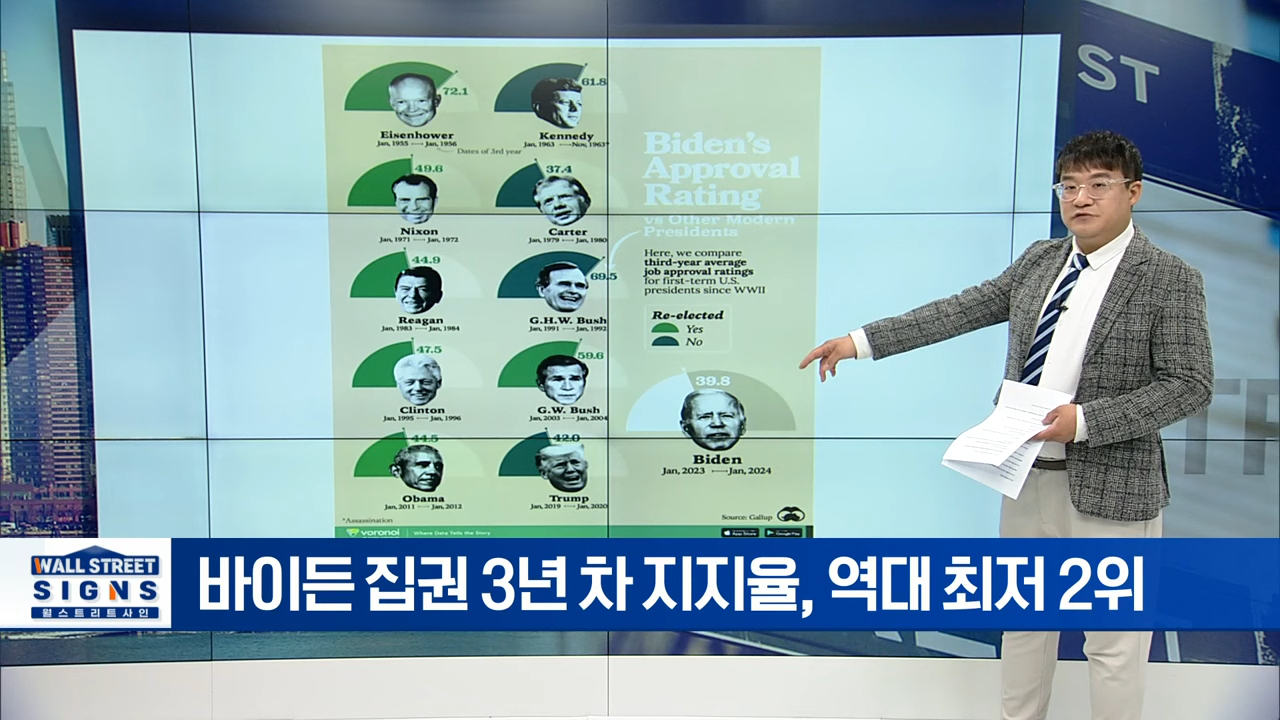 ST
72.1
Eisenhower
Jan, 1955 Jan, 1956
Dates of 3rd year
61.8
Kennedy
Jan, 1963 Nov, 1963*
49.6
Nixon
Jan, 1971 Jan, 1972
37.4
Carter
Jan, 1979 Jan, 1980
44.9
Reagan
Jan, 1983 Jan, 1984
69.5
G.H.W. Bush
Jan, 1991 Jan, 1992
47.5
Clinton
Jan, 1995 Jan, 1996
59.6
G.W. Bush
Jan, 2003 Jan, 2004
44.5
Obama
Jan, 2011 Jan, 2012
42.0
Trump
Jan, 2019 Jan, 2020
*Assassination
Biden's
Approval
Rating
vs Other Modern
Presidents
Here, we compare
third-year average
job approval ratings
for first-term U.S.
presidents since WWII
Re-elected
Yes
No
39.8
Biden
Jan, 2023 Jan, 2024
Source: Gallup
voronoi Where Data Tells the Story
App Store Google Play
WALL STREET
SIGNS
월스트리트사인
바이든 집권 3년 차 지지율, 역대 최저 2위